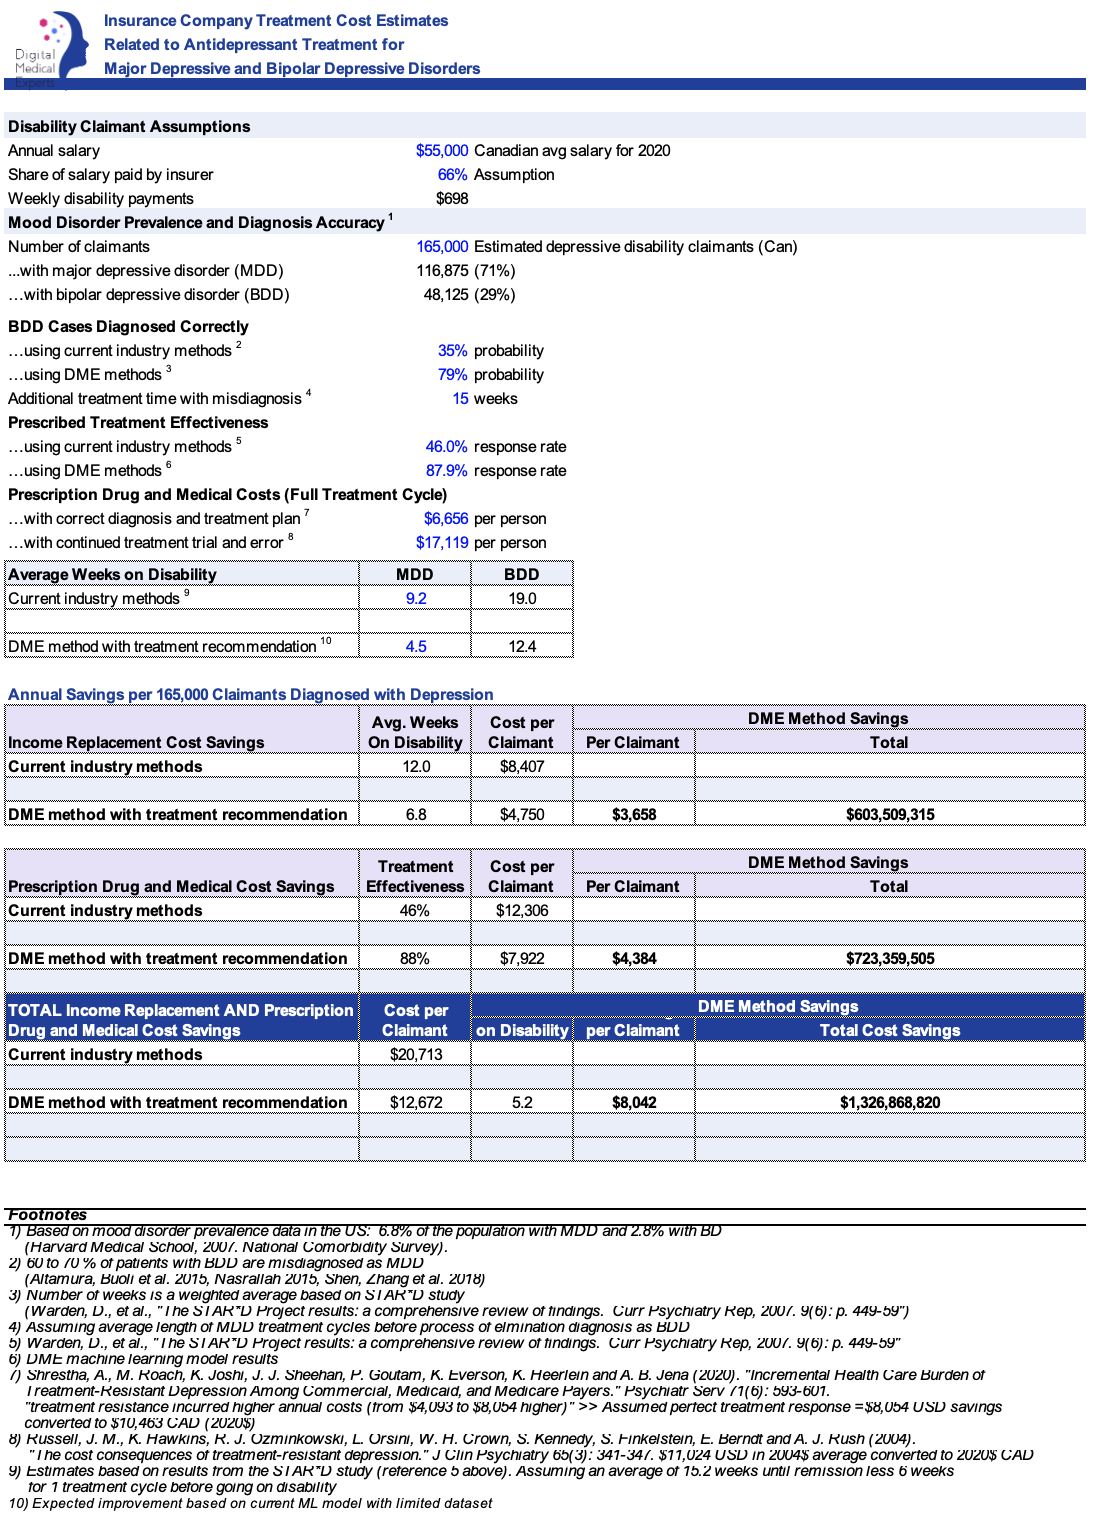 Insurance Company Treatment Cost Estimates
Related to Antidepressant Treatment for
Major Depressive and Bipolar Depressive Disorders
Digital
Medical
Experts
Disability Claimant Assumptions
Annual salary $55,000 Canadian avg salary for 2020
Share of salary paid by insurer 66% Assumption
Weekly disability payments $698
Mood Disorder Prevalence and Diagnosis Accuracy 1
Number of claimants 165,000 Estimated depressive disability claimants (Can)
...with major depressive disorder (MDD) 116,875 (71%)
…with bipolar depressive disorder (BDD) 48,125 (29%)
BDD Cases Diagnosed Correctly
…using current industry methods 2 35% probability
…using DME methods 3 79% probability
Additional treatment time with misdiagnosis 4 15 weeks
Prescribed Treatment Effectiveness
…using current industry methods 5 46.0% response rate
…using DME methods 6 87.9% response rate
Prescription Drug and Medical Costs (Full Treatment Cycle)
…with correct diagnosis and treatment plan 7 $6,656 per person
…with continued treatment trial and error 8 $17,119 per person
Average Weeks on Disability MDD BDD
Current industry methods 9 9.2 19.0
DME method with treatment recommendation 10 4.5 12.4
Annual Savings per 165,000 Claimants Diagnosed with Depression
Avg. Weeks Cost per DME Method Savings
Income Replacement Cost Savings On Disability Claimant Per Claimant Total
Current industry methods 12.0 $8,407
DME method with treatment recommendation 6.8 $4,750 $3,658 $603,509,315
Treatment Cost per DME Method Savings
Prescription Drug and Medical Cost Savings Effectiveness Claimant Per Claimant Total
Current industry methods 46% $12,306
DME method with treatment recommendation 88% $7,922 $4,384 $723,359,505
TOTAL Income Replacement AND Prescription Cost per DME Method Savings
Drug and Medical Cost Savings Claimant on Disability per Claimant Total Cost Savings
Current industry methods $20,713
DME method with treatment recommendation $12,672 5.2 $8,042 $1,326,868,820
Footnotes
1) Based on mood disorder prevalence data in the US: 6.8% of the population with MDD and 2.8% with BD
(Harvard Medical School, 2007. National Comorbidity Survey).
2) 60 to 70 % of patients with BDD are misdiagnosed as MDD
(Altamura, Buoli et al. 2015, Nasrallah 2015, Shen, Zhang et al. 2018)
3) Number of weeks is a weighted average based on STAR*D study
(Warden, D., et al., "The STAR*D Project results: a comprehensive review of findings. Curr Psychiatry Rep, 2007. 9(6): p. 449-59")
4) Assuming average length of MDD treatment cycles before process of elmination diagnosis as BDD
5) Warden, D., et al., "The STAR*D Project results: a comprehensive review of findings. Curr Psychiatry Rep, 2007. 9(6): p. 449-59"
6) DME machine learning model results
7) Shrestha, A., M. Roach, K. Joshi, J. J. Sheehan, P. Goutam, K. Everson, K. Heerlein and A. B. Jena (2020). "Incremental Health Care Burden of
Treatment-Resistant Depression Among Commercial, Medicaid, and Medicare Payers." Psychiatr Serv 71(6): 593-601.
"treatment resistance incurred higher annual costs (from $4,093 to $8,054 higher)" >> Assumed perfect treatment response =$8,054 USD savings
converted to $10,463 CAD (2020$)
8) Russell, J. M., K. Hawkins, R. J. Ozminkowski, L. Orsini, W. H. Crown, S. Kennedy, S. Finkelstein, E. Berndt and A. J. Rush (2004).
"The cost consequences of treatment-resistant depression." J Clin Psychiatry 65(3): 341-347. $11,024 USD in 2004$ average converted to 2020$ CAD
9) Estimates based on results from the STAR*D study (reference 5 above). Assuming an average of 15.2 weeks until remission less 6 weeks
for 1 treatment cycle before going on disability
10) Expected improvement based on current ML model with limited dataset